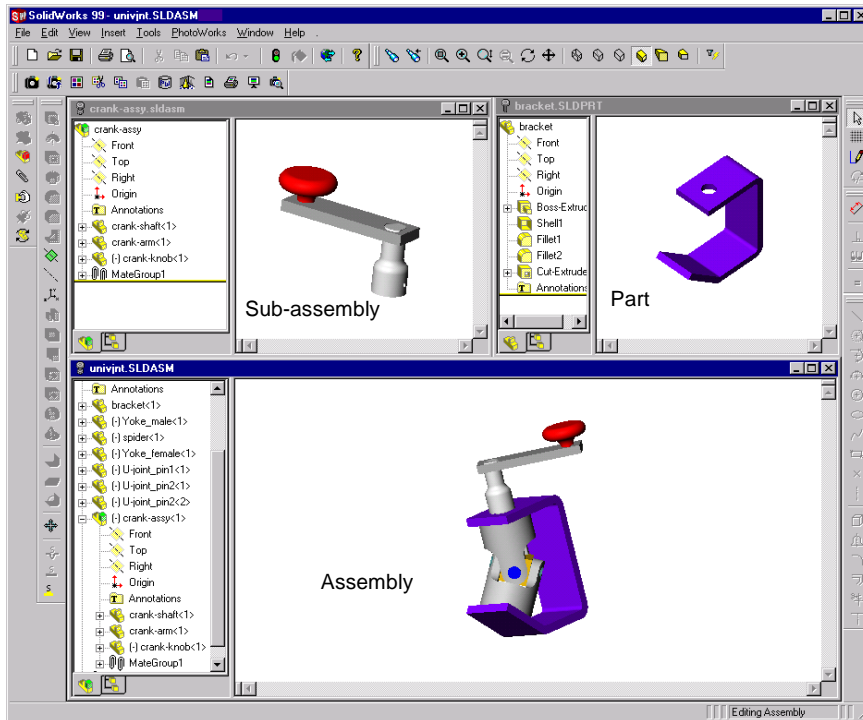 SolidWorks 99 - univjnt.SLDASM
File Edit View Insert Tools PhotoWorks Window Help
crank-assy.sldasm
crank-assy
Front
Top
Right
Origin
Annotations
crank-shaft<1>
crank-arm<1>
(-) crank-knob<1>
MateGroup1
Sub-assembly
bracket.SLDPRT
bracket
Front
Top
Right
Origin
Boss-Extrud
Shell1
Fillet1
Fillet2
Cut-Extrude
Annotations
Part
univjnt.SLDASM
Annotations
bracket<1>
(-) Yoke_male<1>
(-) spider<1>
(-) Yoke_female<1>
(-) U-joint_pin1<1>
(-) U-joint_pin2<1>
(-) U-joint_pin2<2>
(-) crank-assy<1>
Front
Top
Right
Origin
Annotations
crank-shaft<1>
crank-arm<1>
(-) crank-knob<1>
MateGroup1
Assembly
Editing Assembly